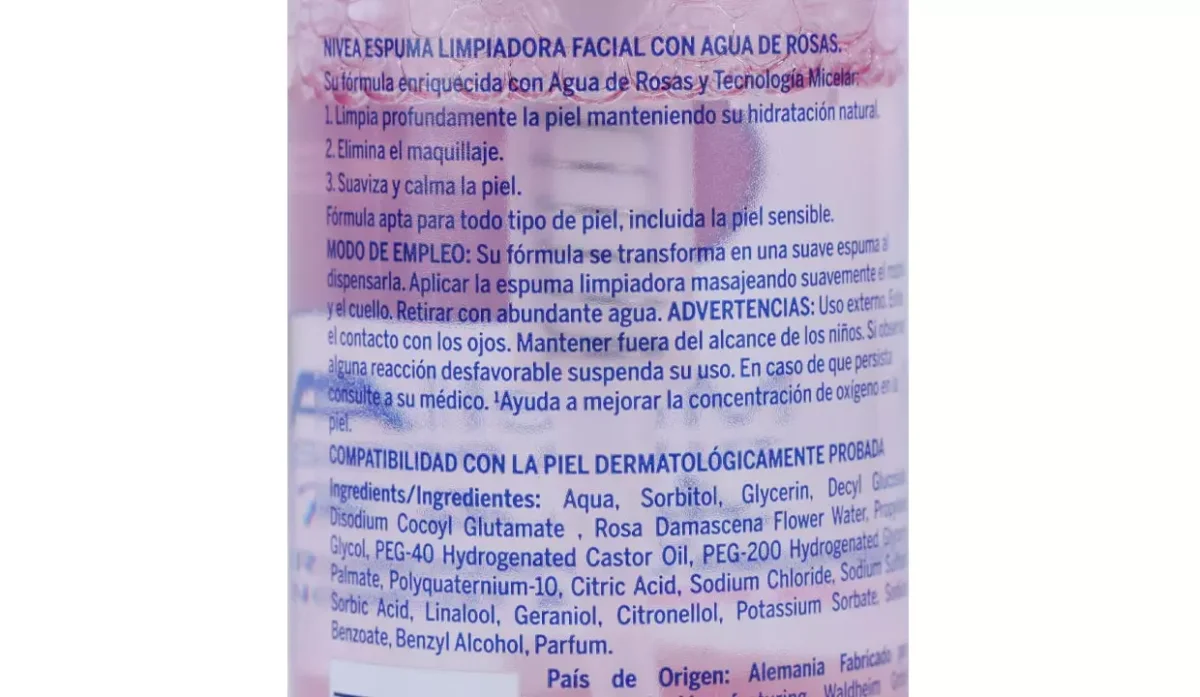 NIVEA ESPUMA LIMPIADORA FACIAL CON AGUA DE ROSAS.
Su fórmula enriquecida con Agua de Rosas y Tecnología Micelar:
1. Limpia profundamente la piel manteniendo su hidratación natural.
2. Elimina el maquillaje.
3. Suaviza y calma la piel.
Fórmula apta para todo tipo de piel, incluida la piel sensible.
MODO DE EMPLEO: Su fórmula se transforma en una suave espuma al
dispensarla. Aplicar la espuma limpiadora masajeando suavemente el
y el cuello. Retirar con abundante agua. ADVERTENCIAS: Uso externo.
el contacto con los ojos. Mantener fuera del alcance de los niños. Si
alguna reacción desfavorable suspenda su uso. En caso de que persista
consulte a su médico. ¹Ayuda a mejorar la concentración de oxígeno en
piel.
COMPATIBILIDAD CON LA PIEL DERMATOLÓGICAMENTE PROBADA
Ingredients/Ingredientes: Aqua, Sorbitol, Glycerin, Decyl
Disodium Cocoyl Glutamate , Rosa Damascena Flower Water,
Glycol, PEG-40 Hydrogenated Castor Oil, PEG-200 Hydrogenated
Palmate, Polyquaternium-10, Citric Acid, Sodium Chloride, Sodium
Sorbic Acid, Linalool, Geraniol, Citronellol, Potassium Sorbate,
Benzoate, Benzyl Alcohol, Parfum.
País de Origen: Alemania Fabricado
Waldheim